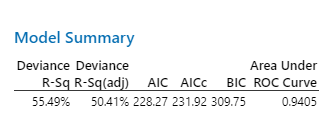 Model Summary
Deviance Deviance Area Under
R-Sq R-Sq(adj) AIC AICc BIC ROC Curve
55.49% 50.41% 228.27 231.92 309.75 0.9405